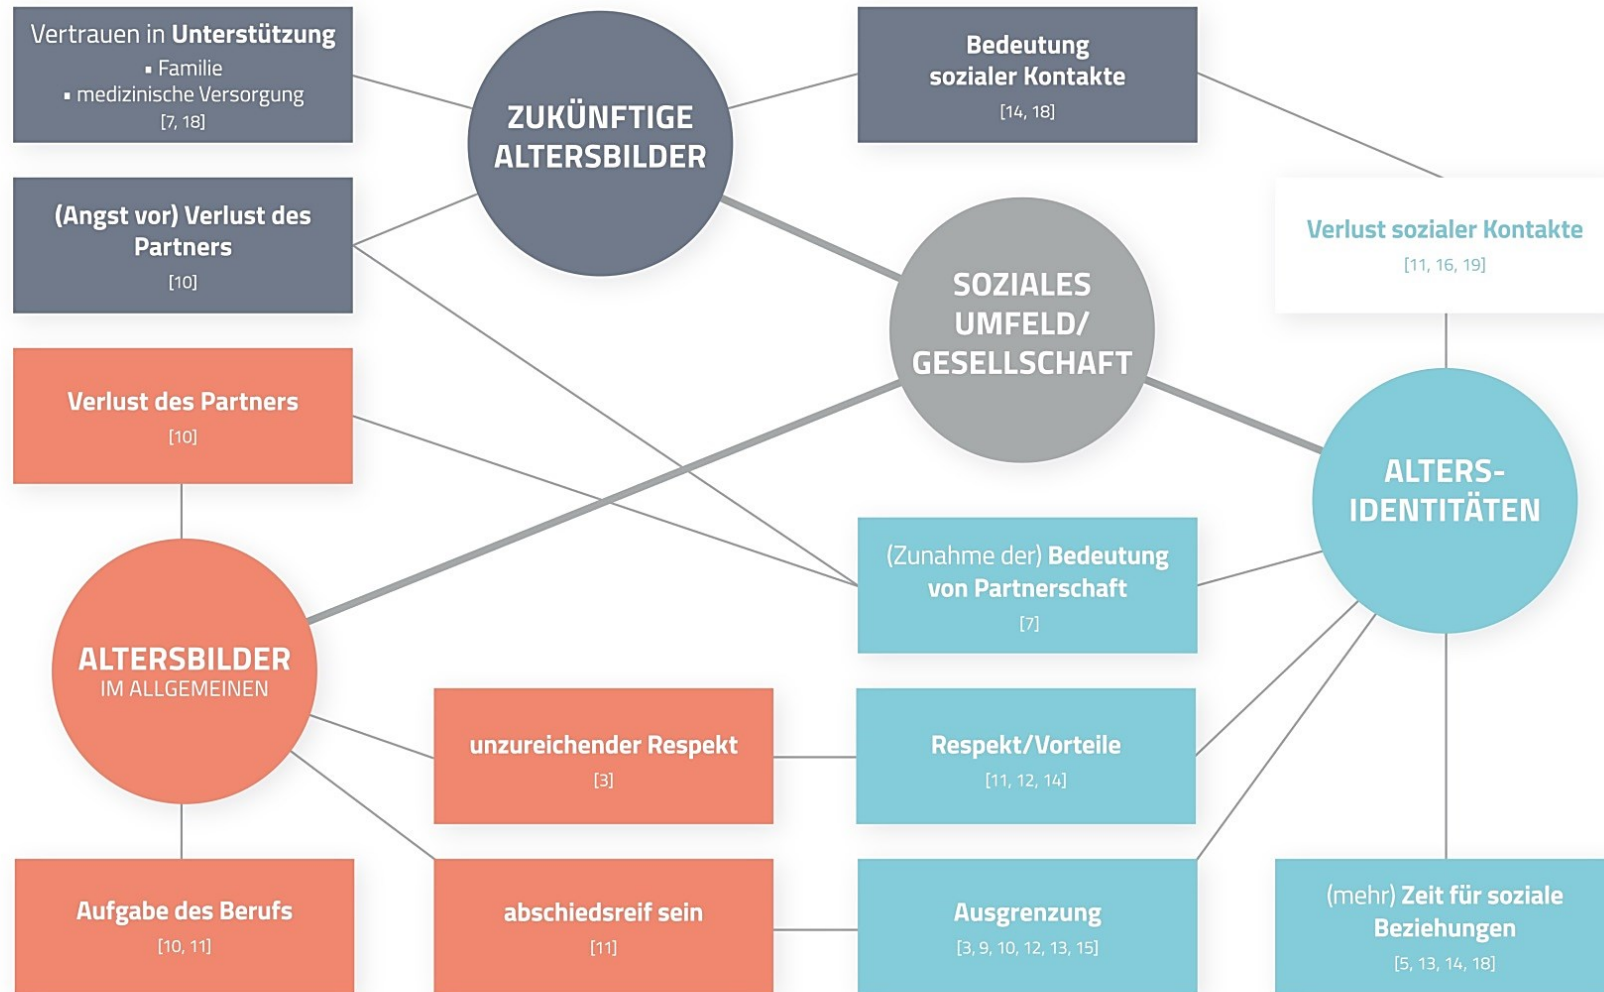 Vertrauen in Unterstützung
▪ Familie
▪ medizinische Versorgung
[7, 18]
ZUKÜNFTIGE
ALTERSBILDER
Bedeutung
sozialer Kontakte
[14, 18]
(Angst vor) Verlust des
Partners
[10]
Verlust sozialer Kontakte
[11, 16, 19]
SOZIALES
UMFELD/
GESELLSCHAFT
Verlust des Partners
[10]
ALTERS-
IDENTITÄTEN
(Zunahme der) Bedeutung
von Partnerschaft
[7]
ALTERSBILDER
IM ALLGEMEINEN
unzureichender Respekt
[3]
Respekt/Vorteile
[11, 12, 14]
Aufgabe des Berufs
[10, 11]
abschiedsreif sein
[11]
Ausgrenzung
[3, 9, 10, 12, 13, 15]
(mehr) Zeit für soziale
Beziehungen
[5, 13, 14, 18]